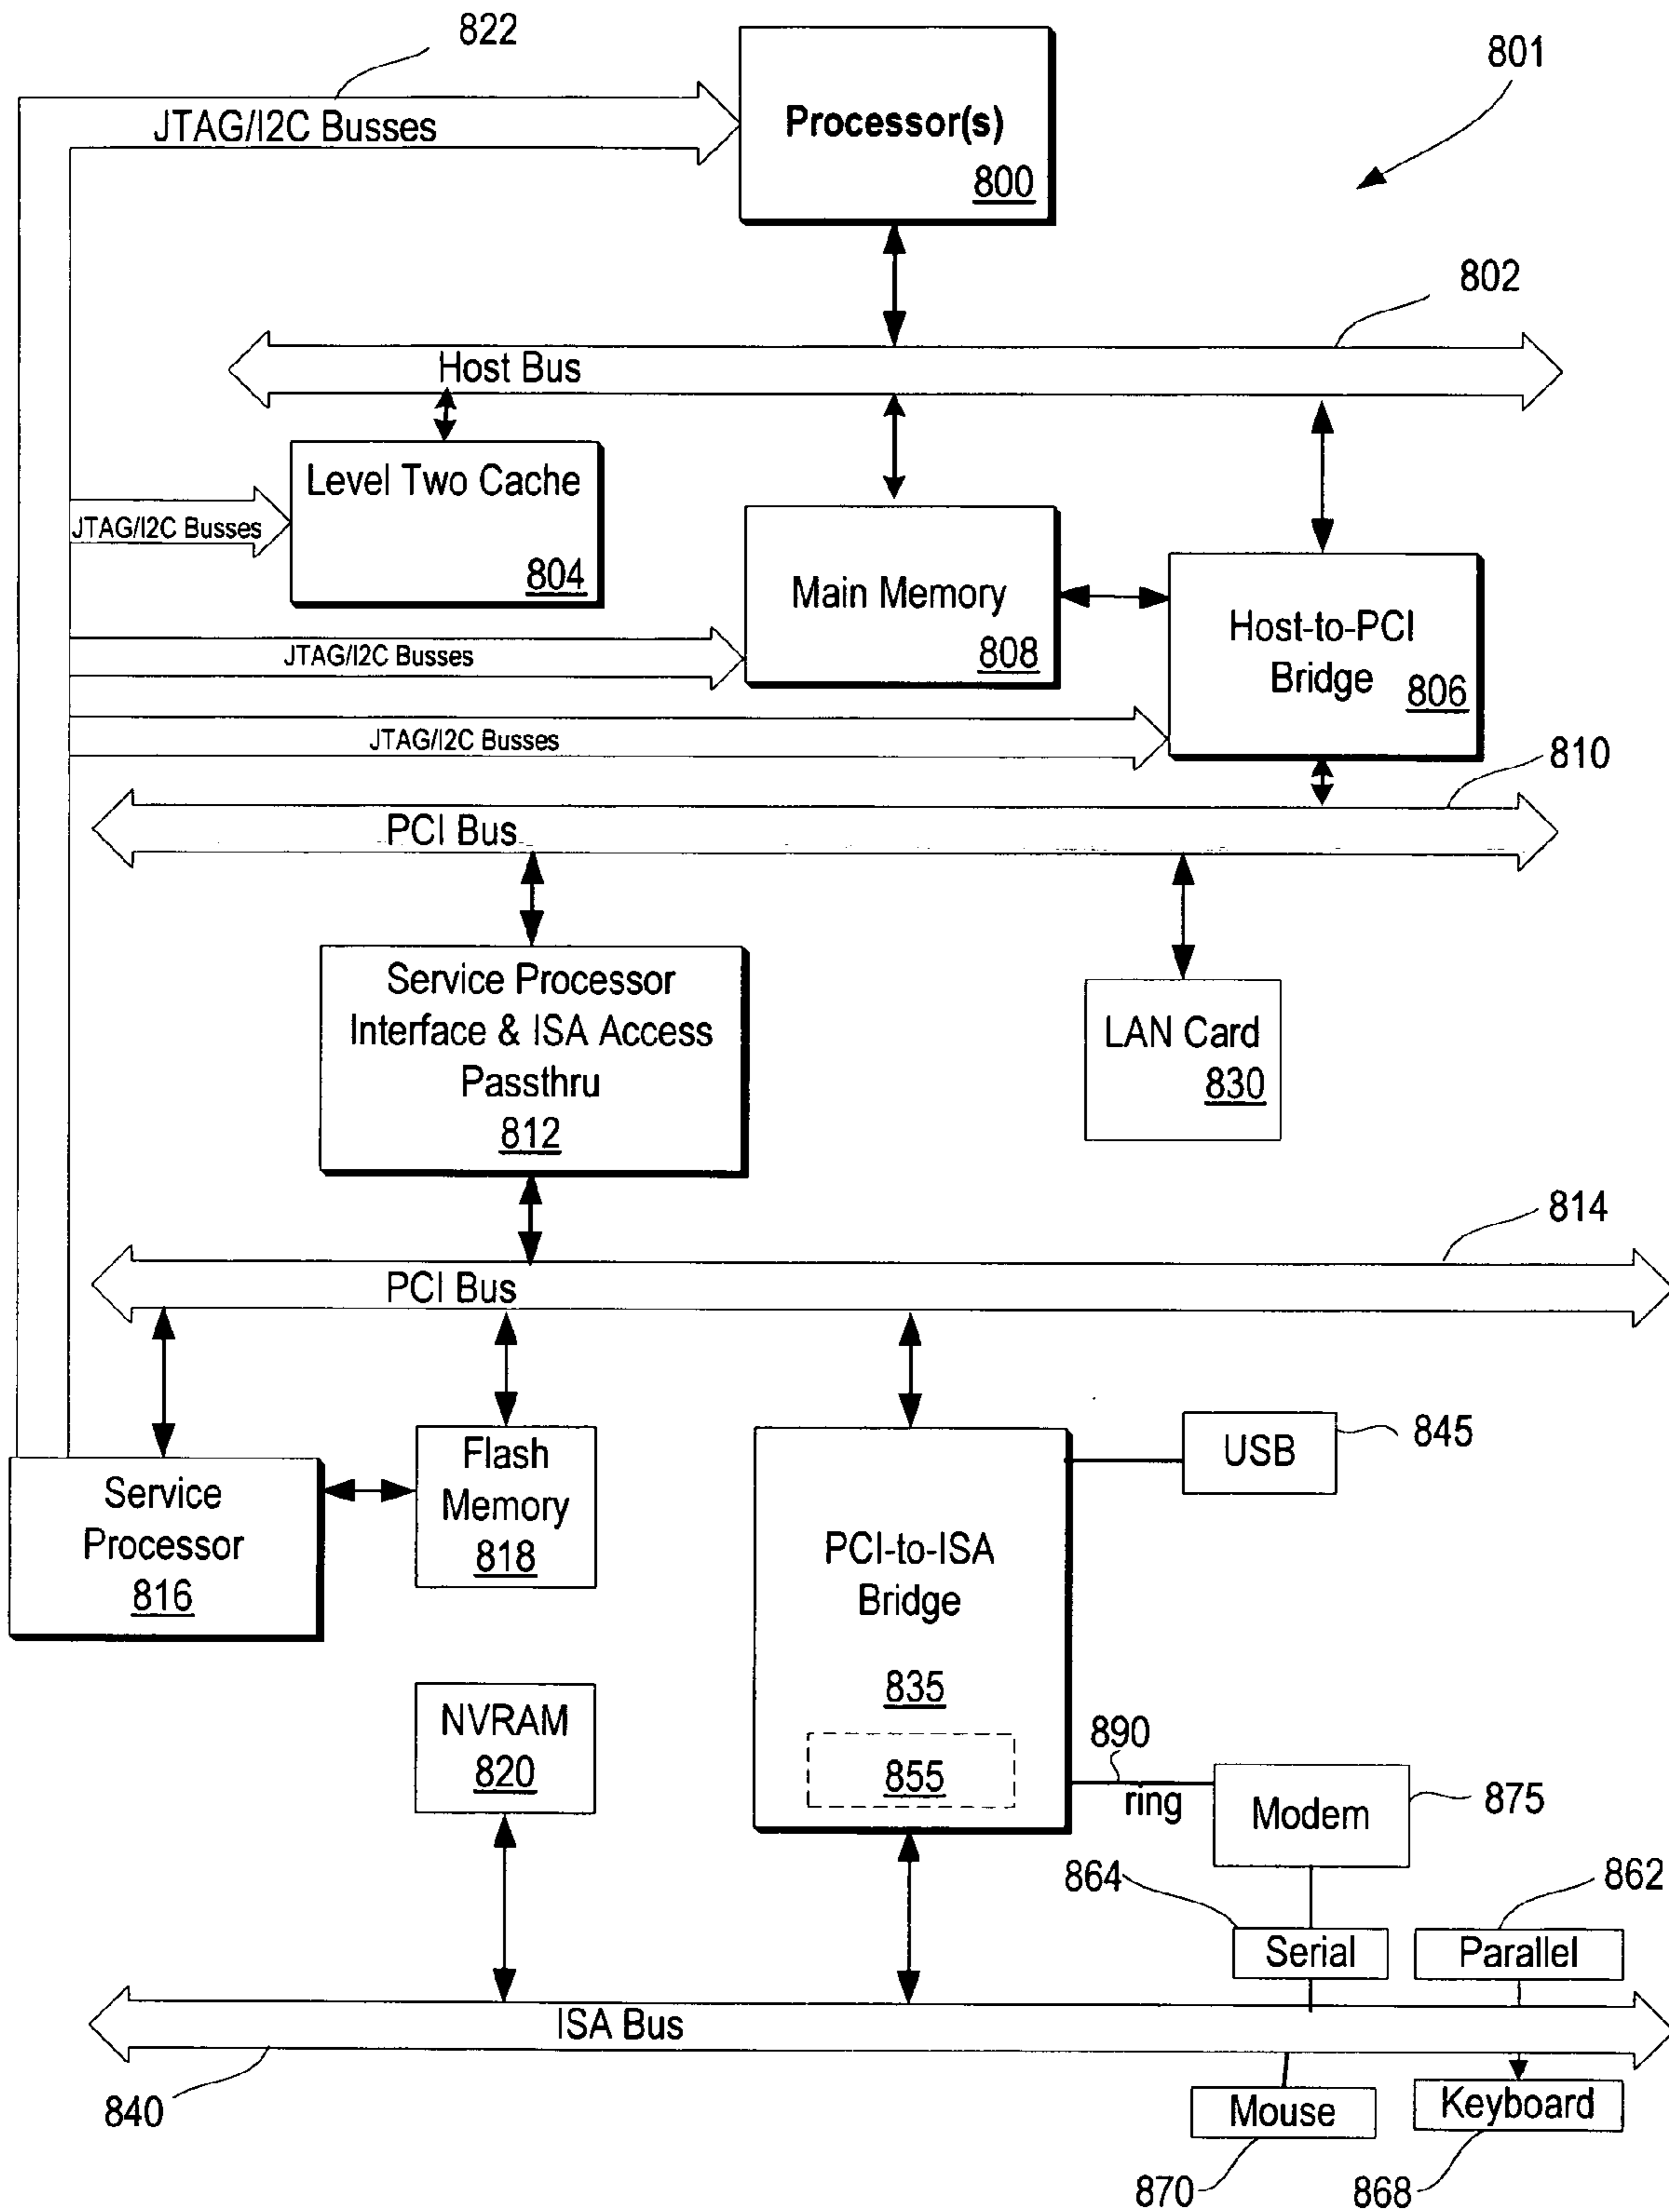 822
801
JTAG/I2C Busses
Processor(s)
800
802
Host Bus
Level Two Cache
804
JTAG/I2C Busses
Main Memory
808
Host-to-PCI
Bridge
806
JTAG/I2C Busses
JTAG/I2C Busses
810
PCI Bus
Service Processor
Interface & ISA Access
Passthru
812
LAN Card
830
814
PCI Bus
Service
Processor
816
Flash
Memory
818
USB
845
PCI-to-ISA
Bridge
835
855
NVRAM
820
890
ring
Modem
875
864
862
Serial
Parallel
ISA Bus
840
Mouse
Keyboard
870
868